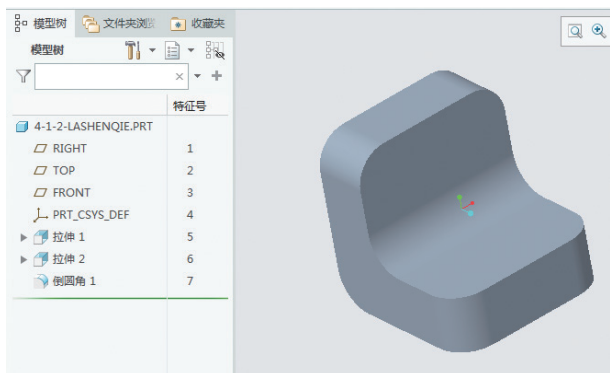 模型树 文件夹浏览 收藏夹
模型树
特征号
4-1-2-LASHENQIE.PRT
RIGHT 1
TOP 2
FRONT 3
PRT_CSYS_DEF 4
拉伸 1 5
拉伸 2 6
倒圆角 1 7